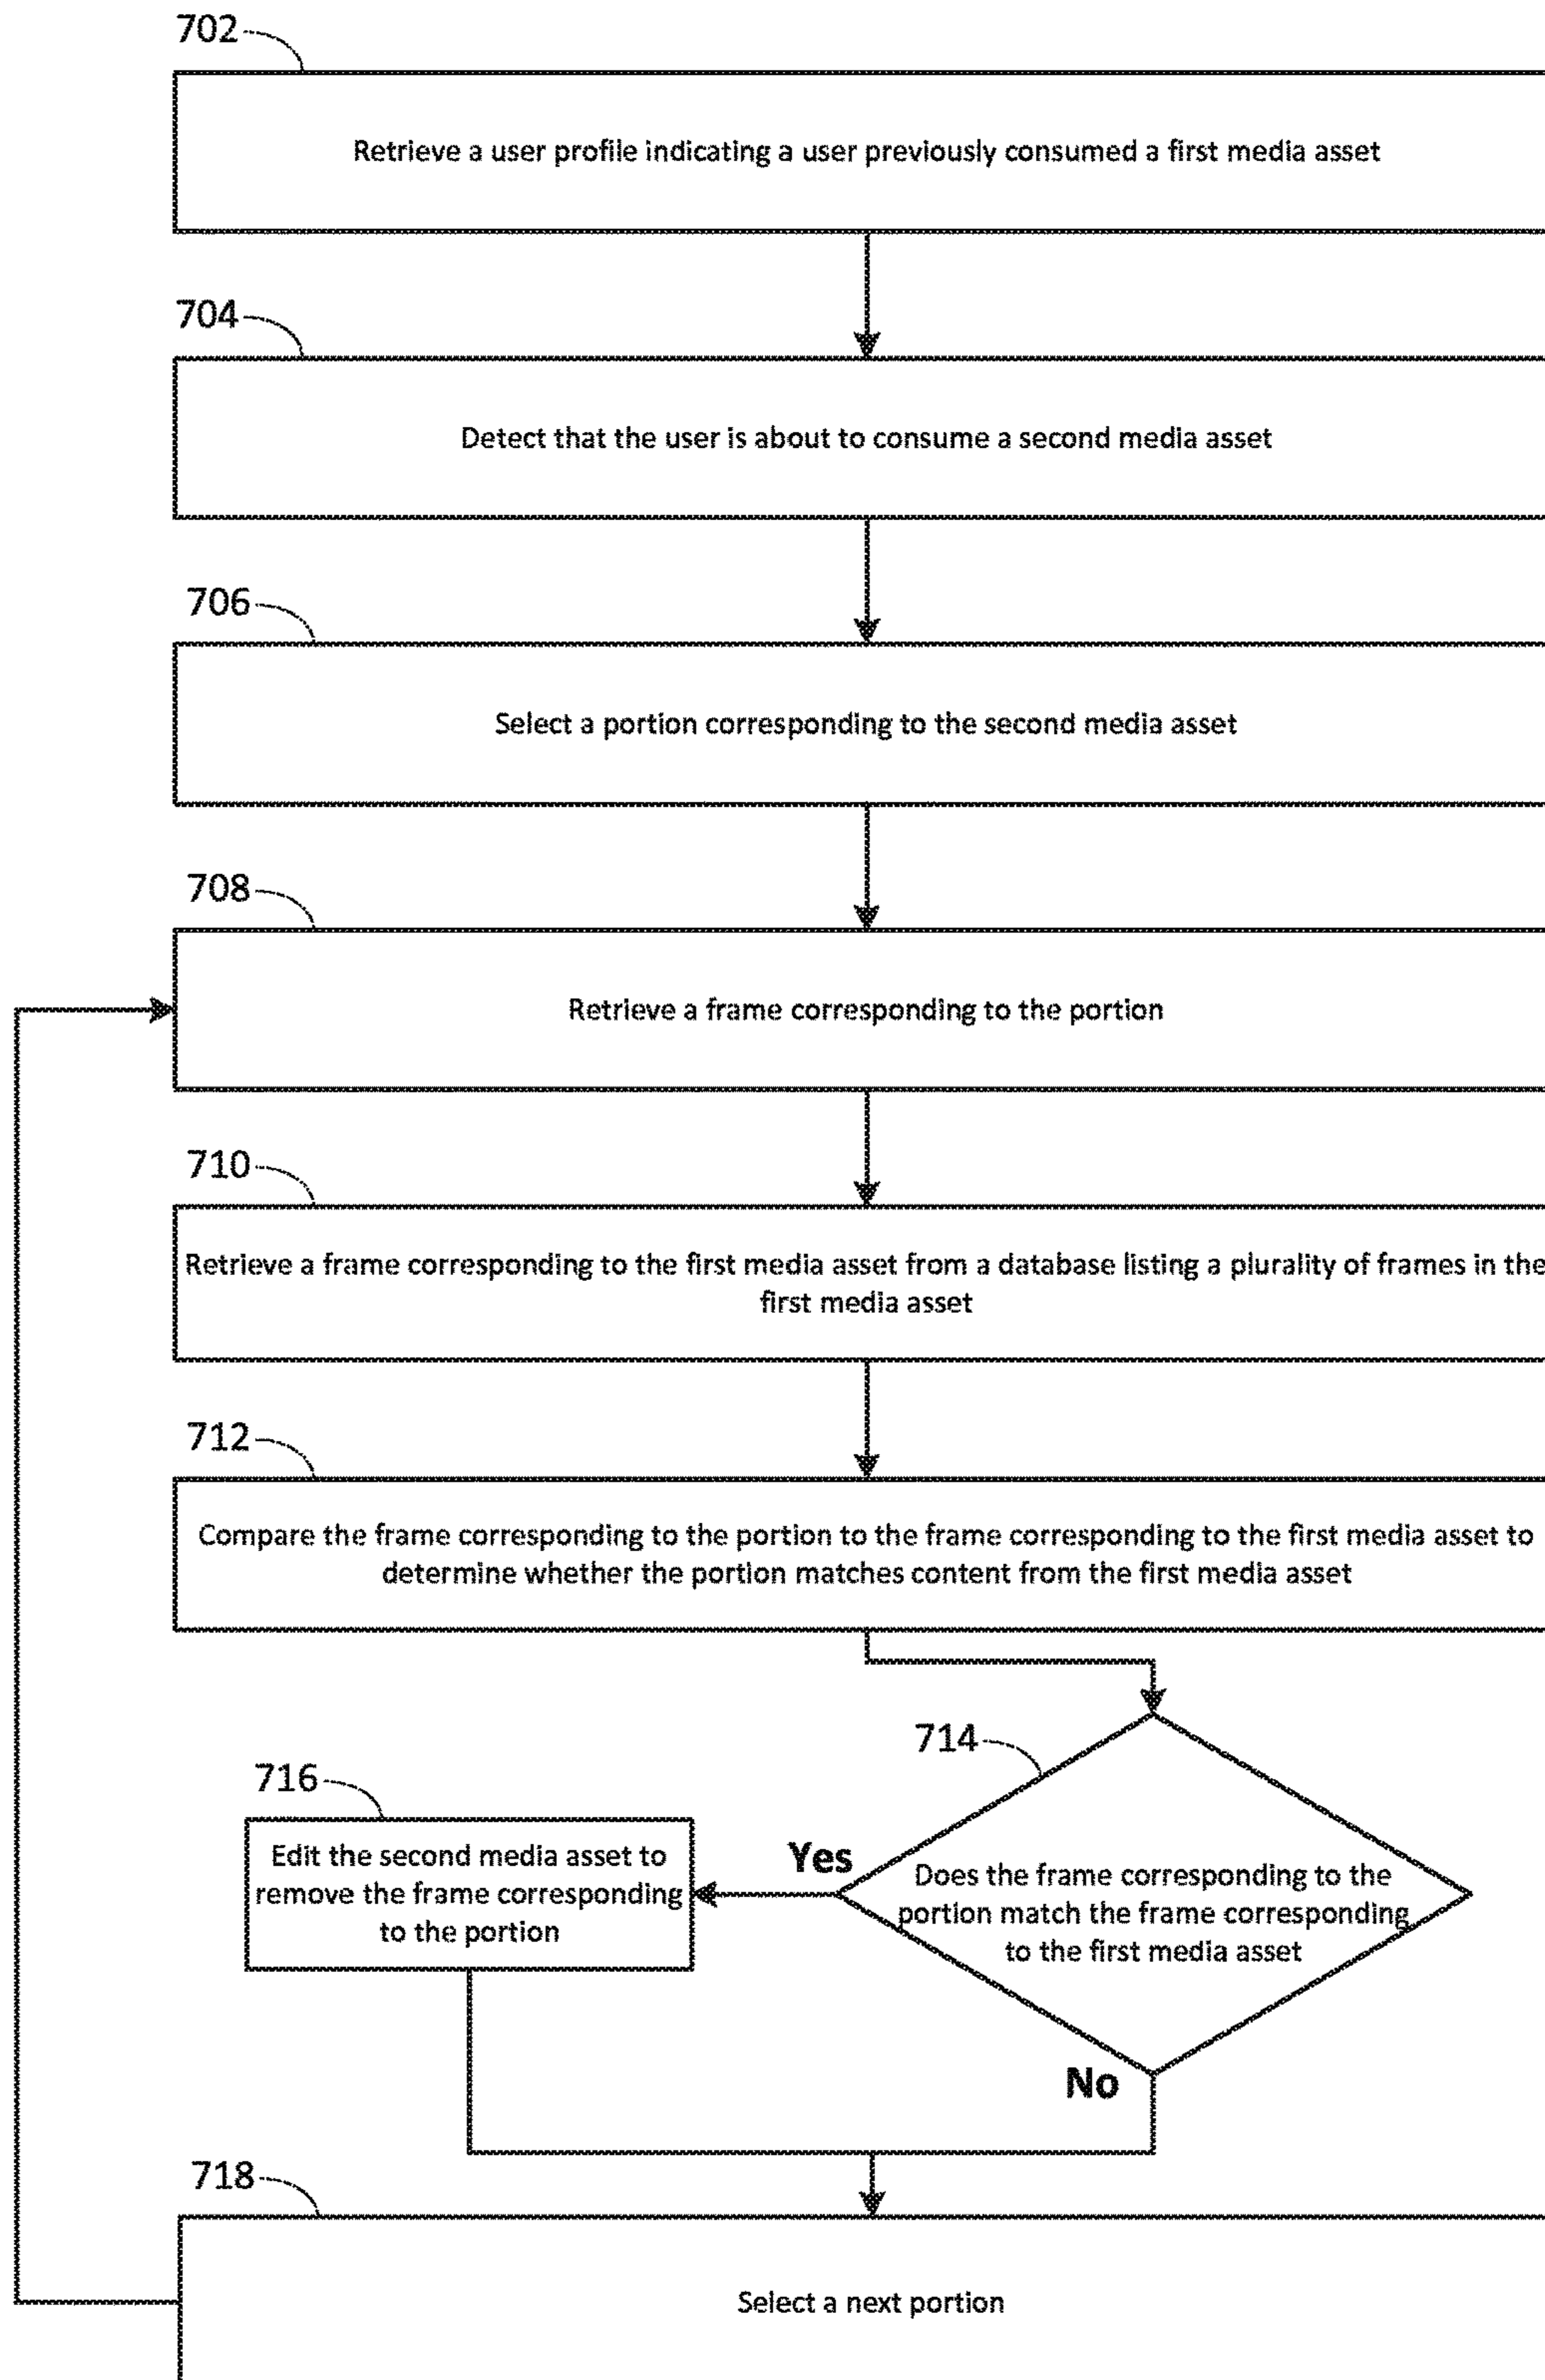 702
Retrieve a user profile indicating a user previously consumed a first media asset
704
Detect that the user is about to consume a second media asset
706
Select a portion corresponding to the second media asset
708
Retrieve a frame corresponding to the portion
710
Retrieve a frame corresponding to the first media asset from a database listing a plurality of frames in the
first media asset
712
Compare the frame corresponding to the portion to the frame corresponding to the first media asset to
determine whether the portion matches content from the first media asset
714
Does the frame corresponding to the
portion match the frame corresponding
to the first media asset
Yes
716
Edit the second media asset to
remove the frame corresponding
to the portion
No
718
Select a next portion